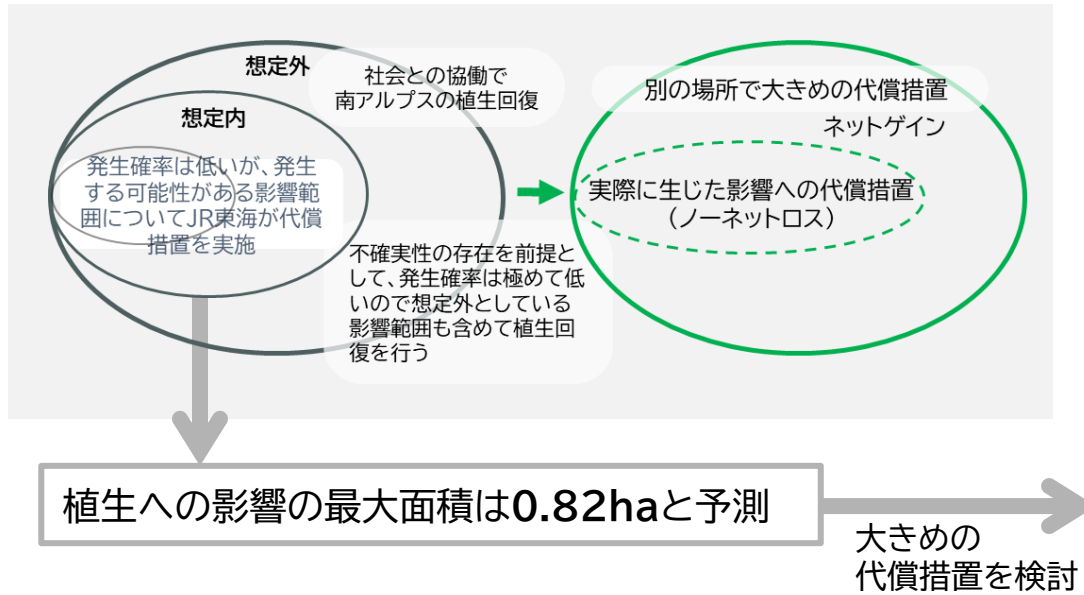 想定外
社会との協働で
南アルプスの植生回復
想定内
発生確率は低いが、発生
する可能性がある影響範
囲についてJR東海が代償
措置を実施
不確実性の存在を前提と
して、発生確率は極めて低
いので想定外としている
影響範囲も含めて植生回
復を行う
別の場所で大きめの代償措置
ネットゲイン
実際に生じた影響への代償措置
(ノーネットロス)
植生への影響の最大面積は0.82haと予測
大きめの
代償措置を検討